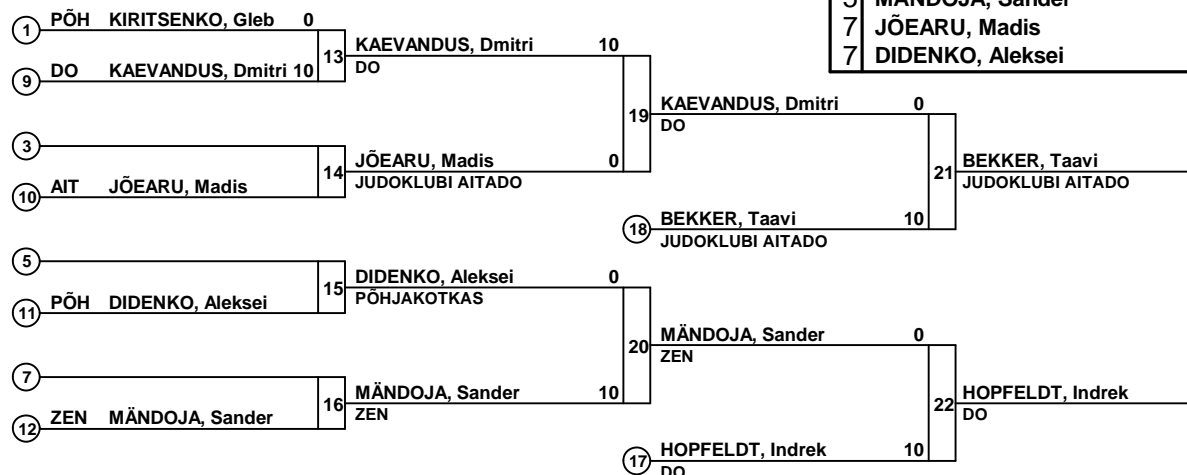 5 MÄNDOJA, Sander
7 JÕEARU, Madis
7 DIDENKO, Aleksei
1 PÕH KIRITSENKO, Gleb 0
9 DO KAEVANDUS, Dmitri 10
13
KAEVANDUS, Dmitri 10
DO
3
10 AIT JÕEARU, Madis
14
JÕEARU, Madis 0
JUDOKLUBI AITADO
19
KAEVANDUS, Dmitri 0
DO
18 BEKKER, Taavi 10
JUDOKLUBI AITADO
21
BEKKER, Taavi
JUDOKLUBI AITADO
5
11 PÕH DIDENKO, Aleksei
15
DIDENKO, Aleksei 0
PÕHJAKOTKAS
7
12 ZEN MÄNDOJA, Sander
16
MÄNDOJA, Sander 10
ZEN
20
MÄNDOJA, Sander 0
ZEN
17 HOPFELDT, Indrek 10
DO
22
HOPFELDT, Indrek
DO